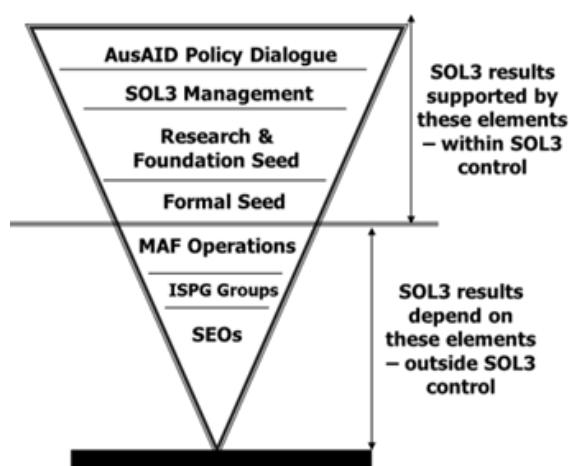 AusAID Policy Dialogue
SOL3 Management
Research &
Foundation Seed
Formal Seed
MAF Operations
ISPG Groups
SEOs
SOL3 results
supported by
these elements
– within SOL3
control
SOL3 results
depend on
these elements
– outside SOL3
control